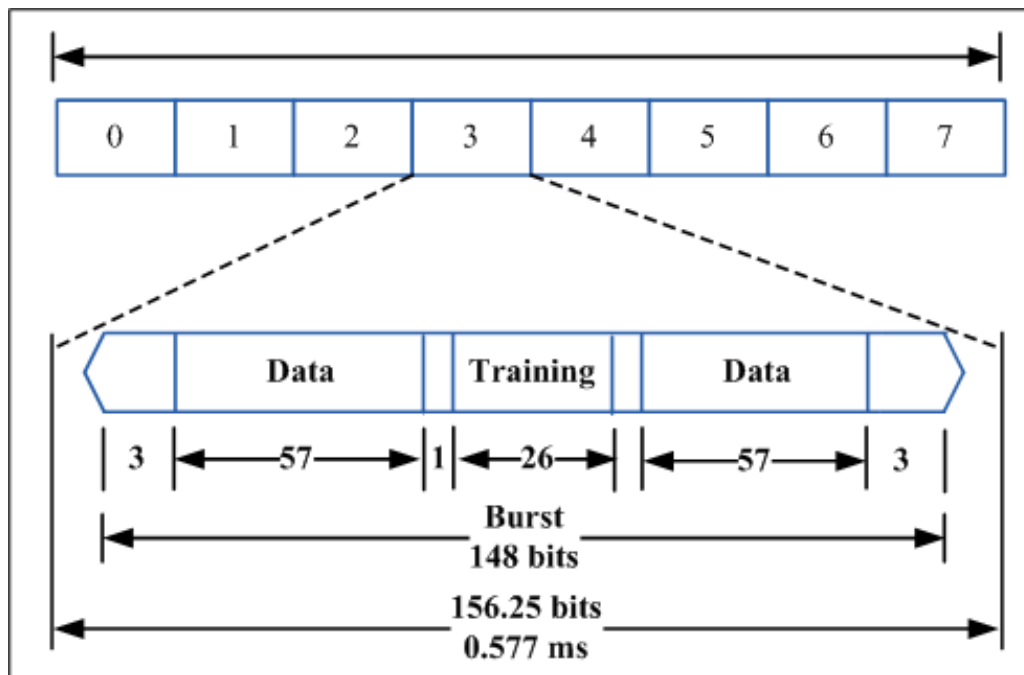 0 1 2 3 4 5 6 7
Data Training Data
3 57 1 26 57 3
Burst
148 bits
156.25 bits
0.577 ms